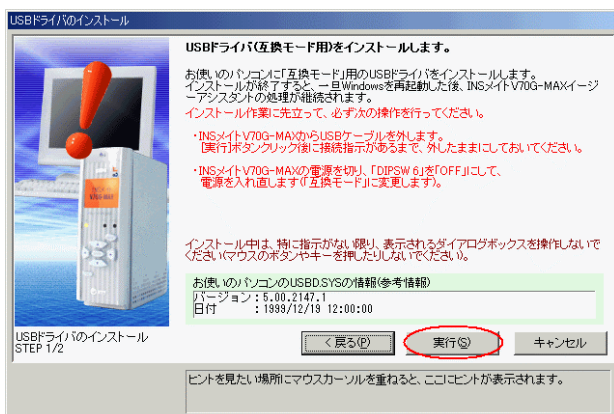 USBドライバのインストール
USBドライバ(互換モード用)をインストールします。
お使いのパソコンに「互換モード」用のUSBドライバをインストールします。
インストールが終了すると、一旦Windowsを再起動した後、INSメイトV70G-MAXイージ
ーアシスタントの処理が継続されます。
インストール作業に先立って、必ず次の操作を行ってください。
・INSメイトV70G-MAXからUSBケーブルを外します。
[実行]ボタンクリック後に接続指示があるまで、外したままにしておいてください。
・INSメイトV70G-MAXの電源を切り、「DIPSW 6」を「OFF」にして、
電源を入れ直します(「互換モード」に変更します)。
インストール中は、特に指示がない限り、表示されるダイアログボックスを操作しないで
ください(マウスのボタンやキーを押したりしないでください)。
お使いのパソコンのUSBD.SYSの情報(参考情報)
バージョン:5.00.2147.1
日付 :1999/12/19 12:00:00
USBドライバのインストール
STEP 1/2
<戻る(P) 実行(S) キャンセル
ヒントを見たい場所にマウスカーソルを重ねると、ここにヒントが表示されます。